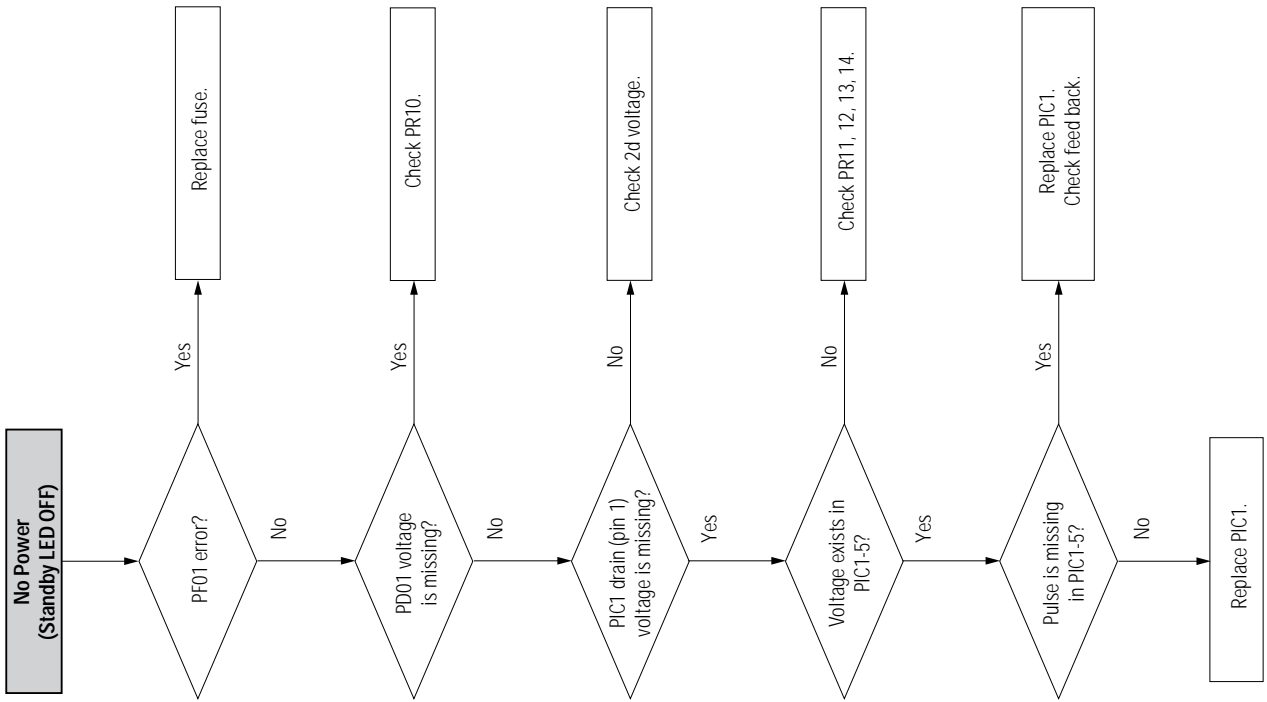 No Power
(Standby LED OFF)
PF01 error?
Yes
Replace fuse.
No
PD01 voltage
is missing?
Yes
Check PR10.
No
PIC1 drain (pin 1)
voltage is missing?
No
Check 2d voltage.
Yes
Voltage exists in
PIC1-5?
No
Check PR11, 12, 13, 14.
Yes
Pulse is missing
in PIC1-5?
Yes
Replace PIC1.
Check feed back.
No
Replace PIC1.